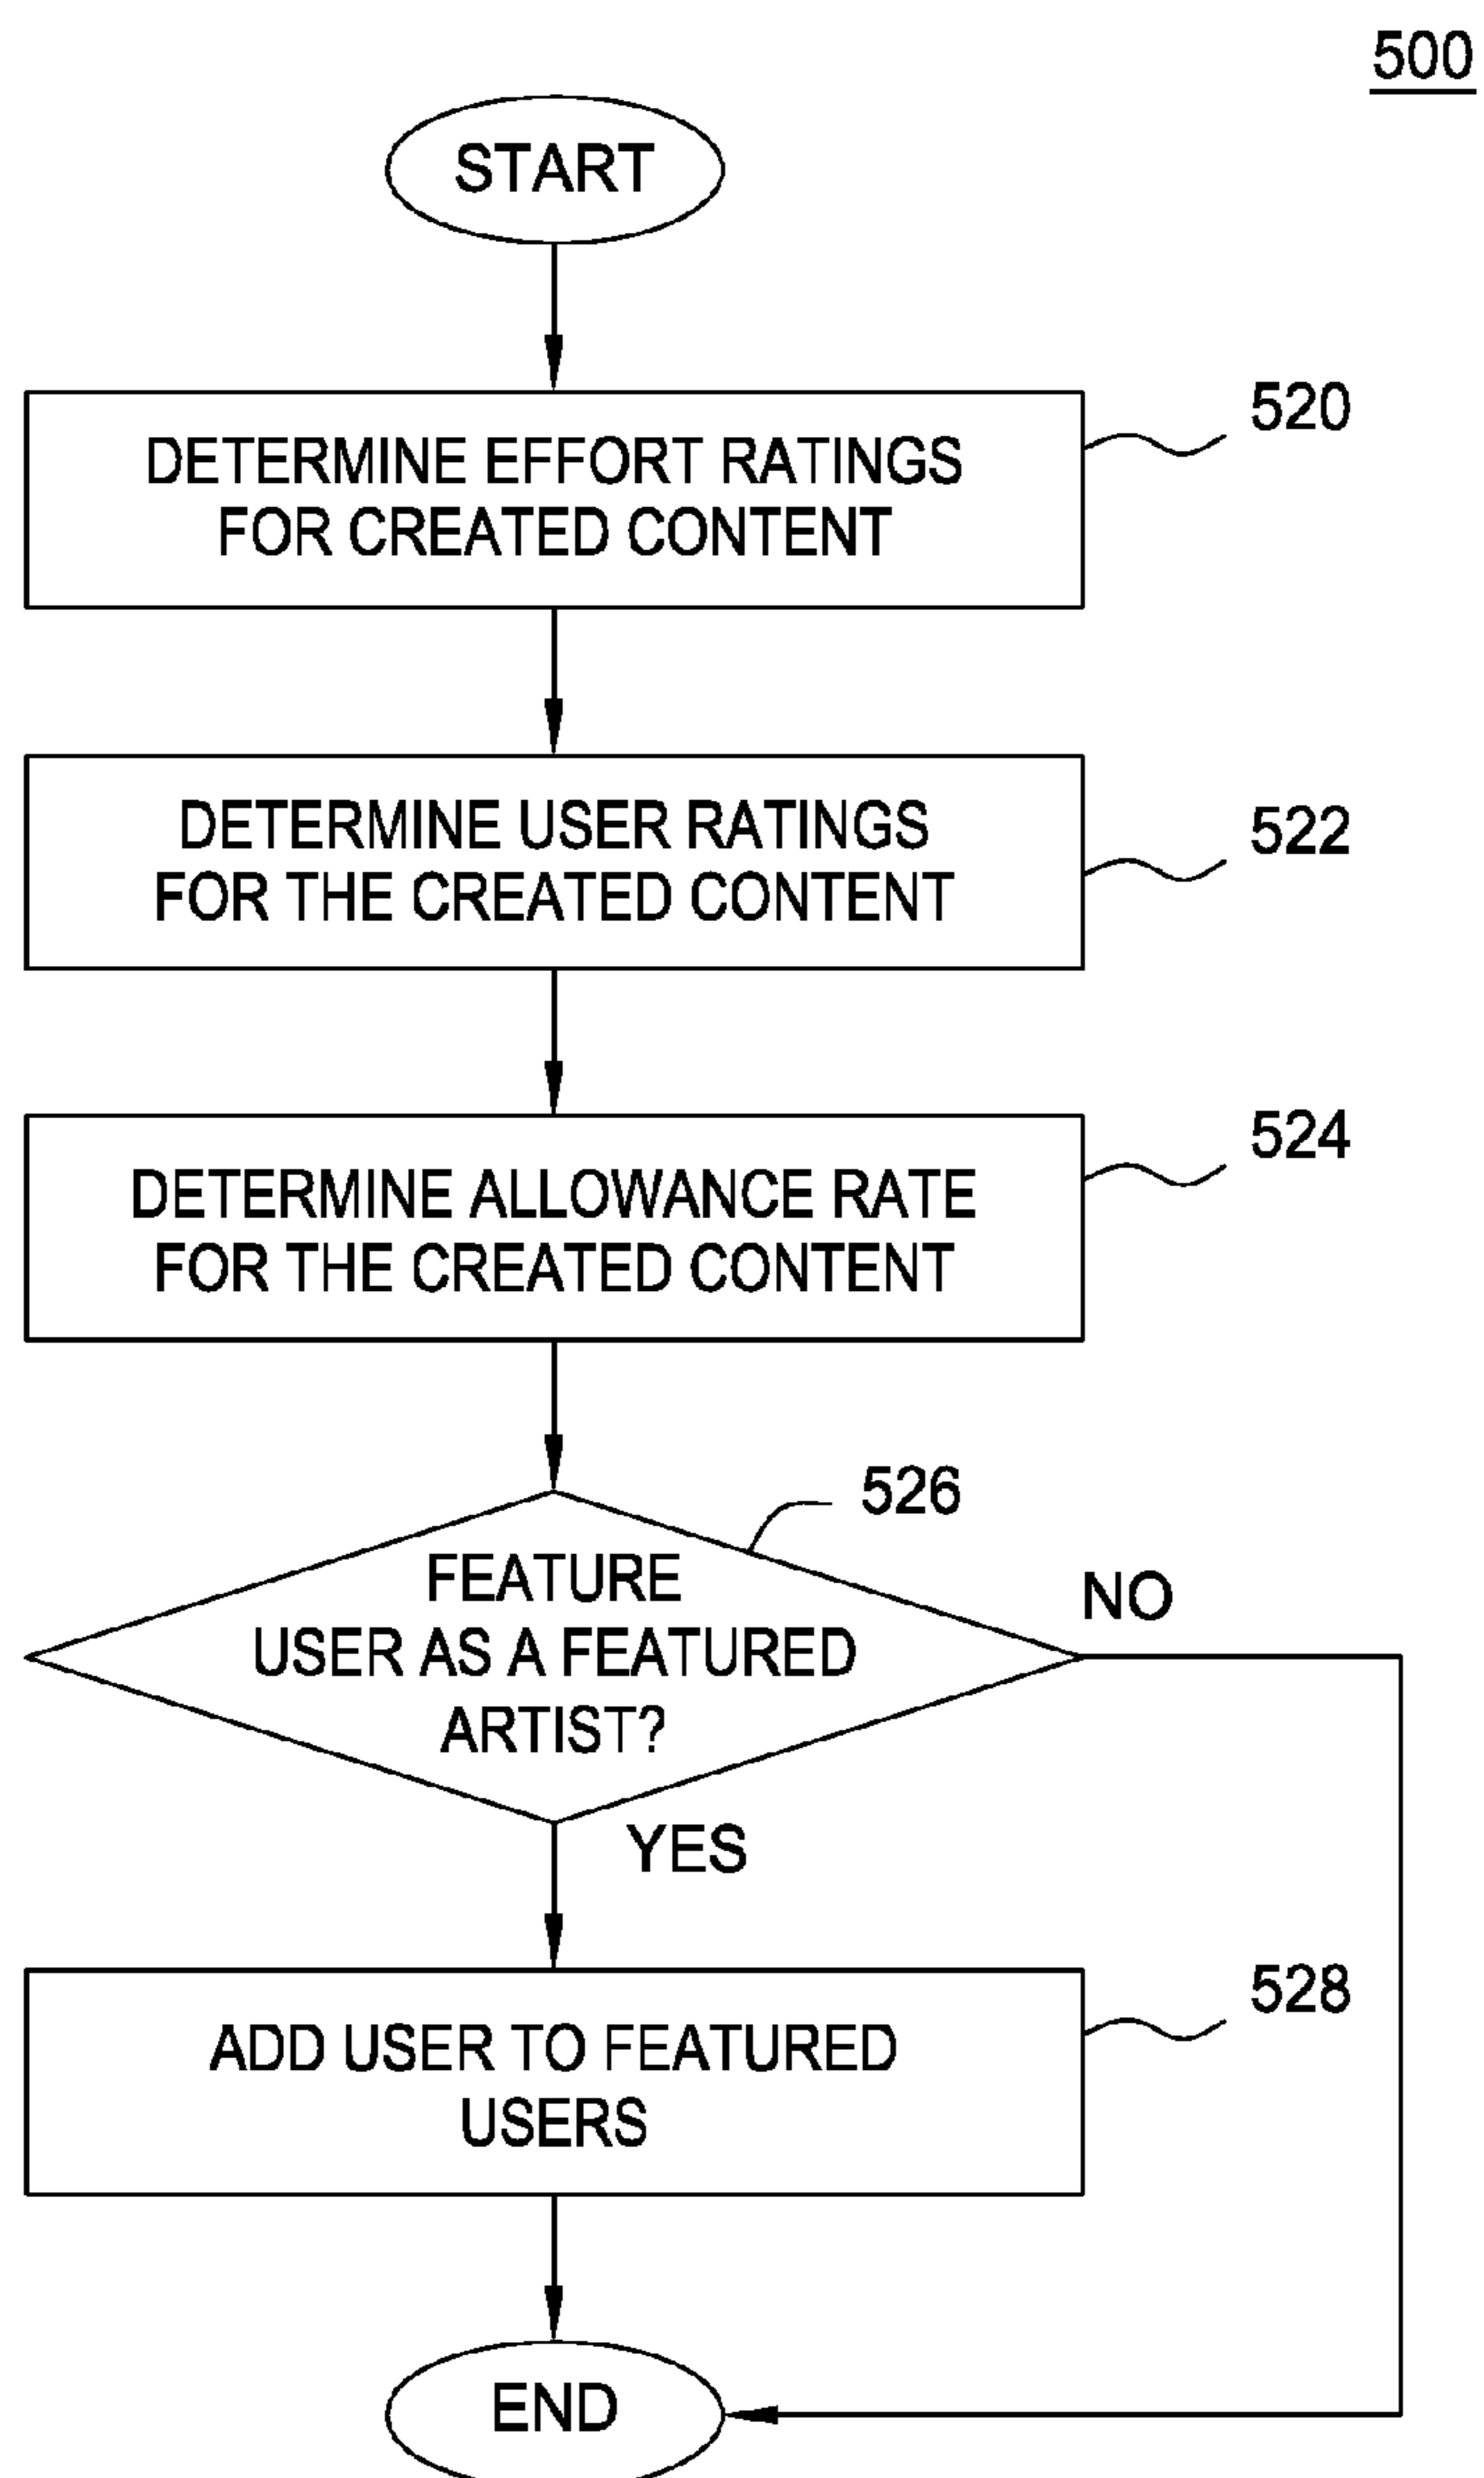 500
START
DETERMINE EFFORT RATINGS
FOR CREATED CONTENT
520
DETERMINE USER RATINGS
FOR THE CREATED CONTENT
522
DETERMINE ALLOWANCE RATE
FOR THE CREATED CONTENT
524
526
FEATURE
USER AS A FEATURED
ARTIST?
NO
YES
ADD USER TO FEATURED
USERS
528
END